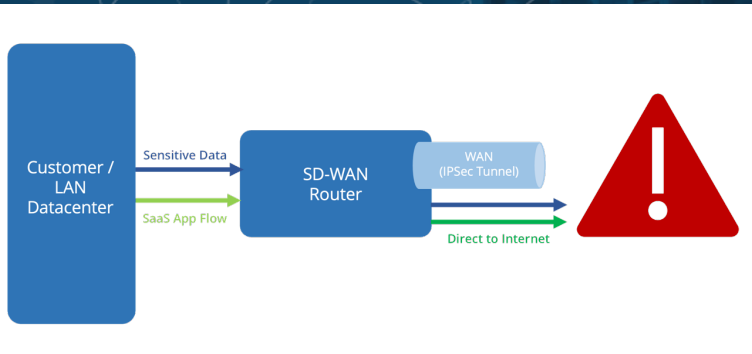 Customer /
LAN
Datacenter
Sensitive Data
SaaS App Flow
SD-WAN
Router
WAN
(IPSec Tunnel)
Direct to Internet
!